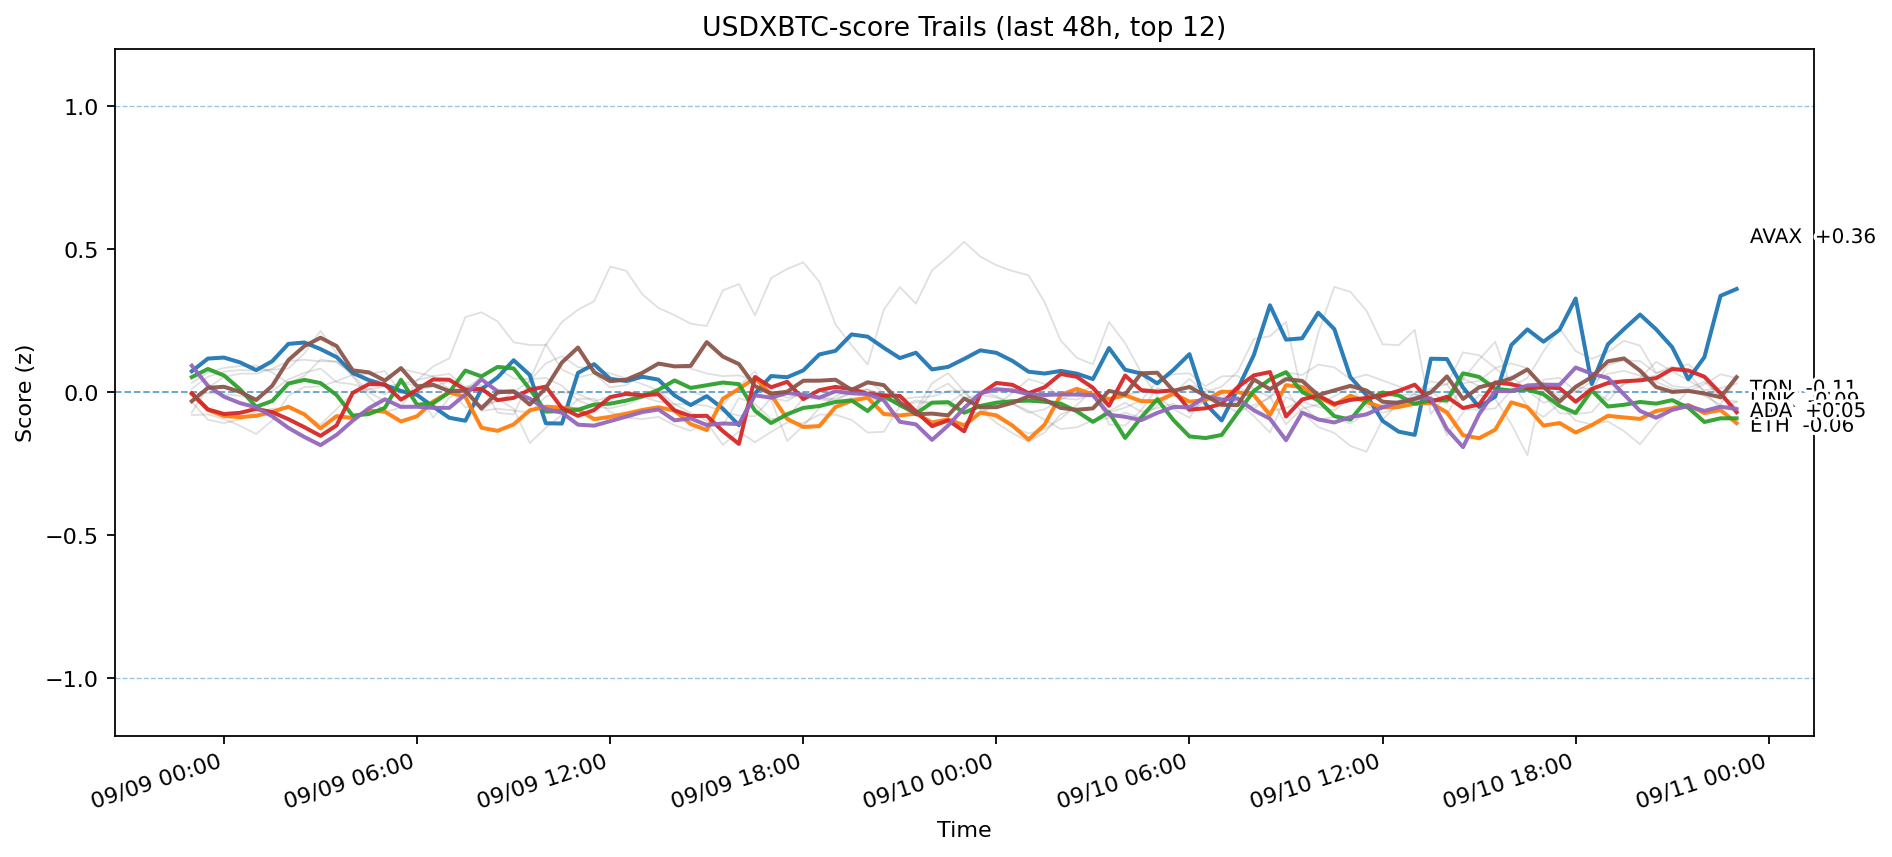 USDXBTC-score Trails (last 48h, top 12)
Score (z)
1.0
0.5
0.0
−0.5
−1.0
AVAX +0.36
TON -0.11
LINK -0.09
ADA +0.05
ETH -0.06
09/09 00:00
09/09 06:00
09/09 12:00
09/09 18:00
09/10 00:00
09/10 06:00
09/10 12:00
09/10 18:00
09/11 00:00
Time